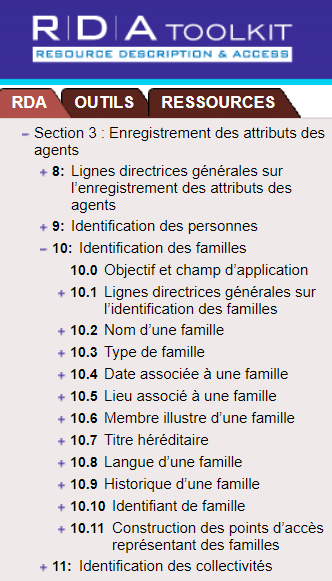 R|D|A TOOLKIT
RESOURCE DESCRIPTION & ACCESS
RDA OUTILS RESSOURCES
Section 3 : Enregistrement des attributs des
agents
8: Lignes directrices générales sur
l'enregistrement des attributs des
agents
9: Identification des personnes
10: Identification des familles
10.0 Objectif et champ d'application
10.1 Lignes directrices générales sur
l'identification des familles
10.2 Nom d'une famille
10.3 Type de famille
10.4 Date associée à une famille
10.5 Lieu associé à une famille
10.6 Membre illustre d'une famille
10.7 Titre héréditaire
10.8 Langue d'une famille
10.9 Historique d'une famille
10.10 Identifiant de famille
10.11 Construction des points d'accès
représentant des familles
11: Identification des collectivités